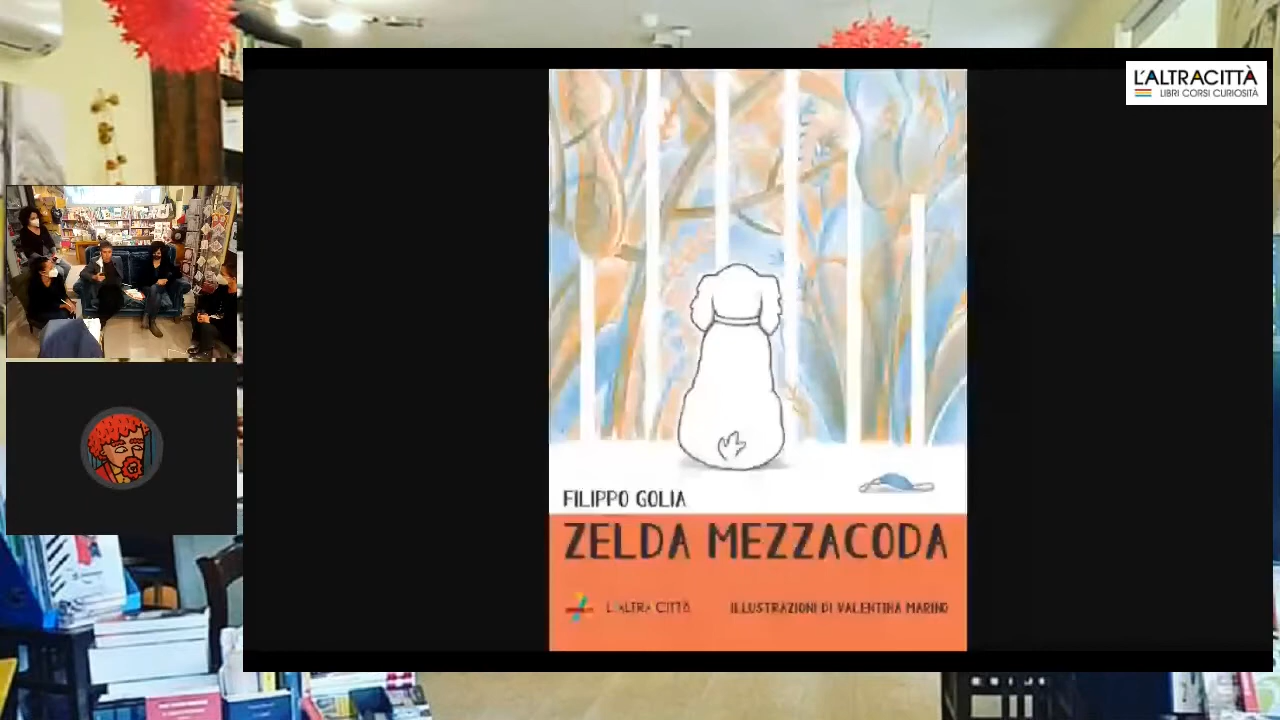 L'ALTRACITTÀ
LIBRI CORSI CURIOSITÀ
FILIPPO GOLIA
ZELDA MEZZACODA
L'ALTRA CITTÀ
ILLUSTRAZIONI DI VALENTINA MARINO